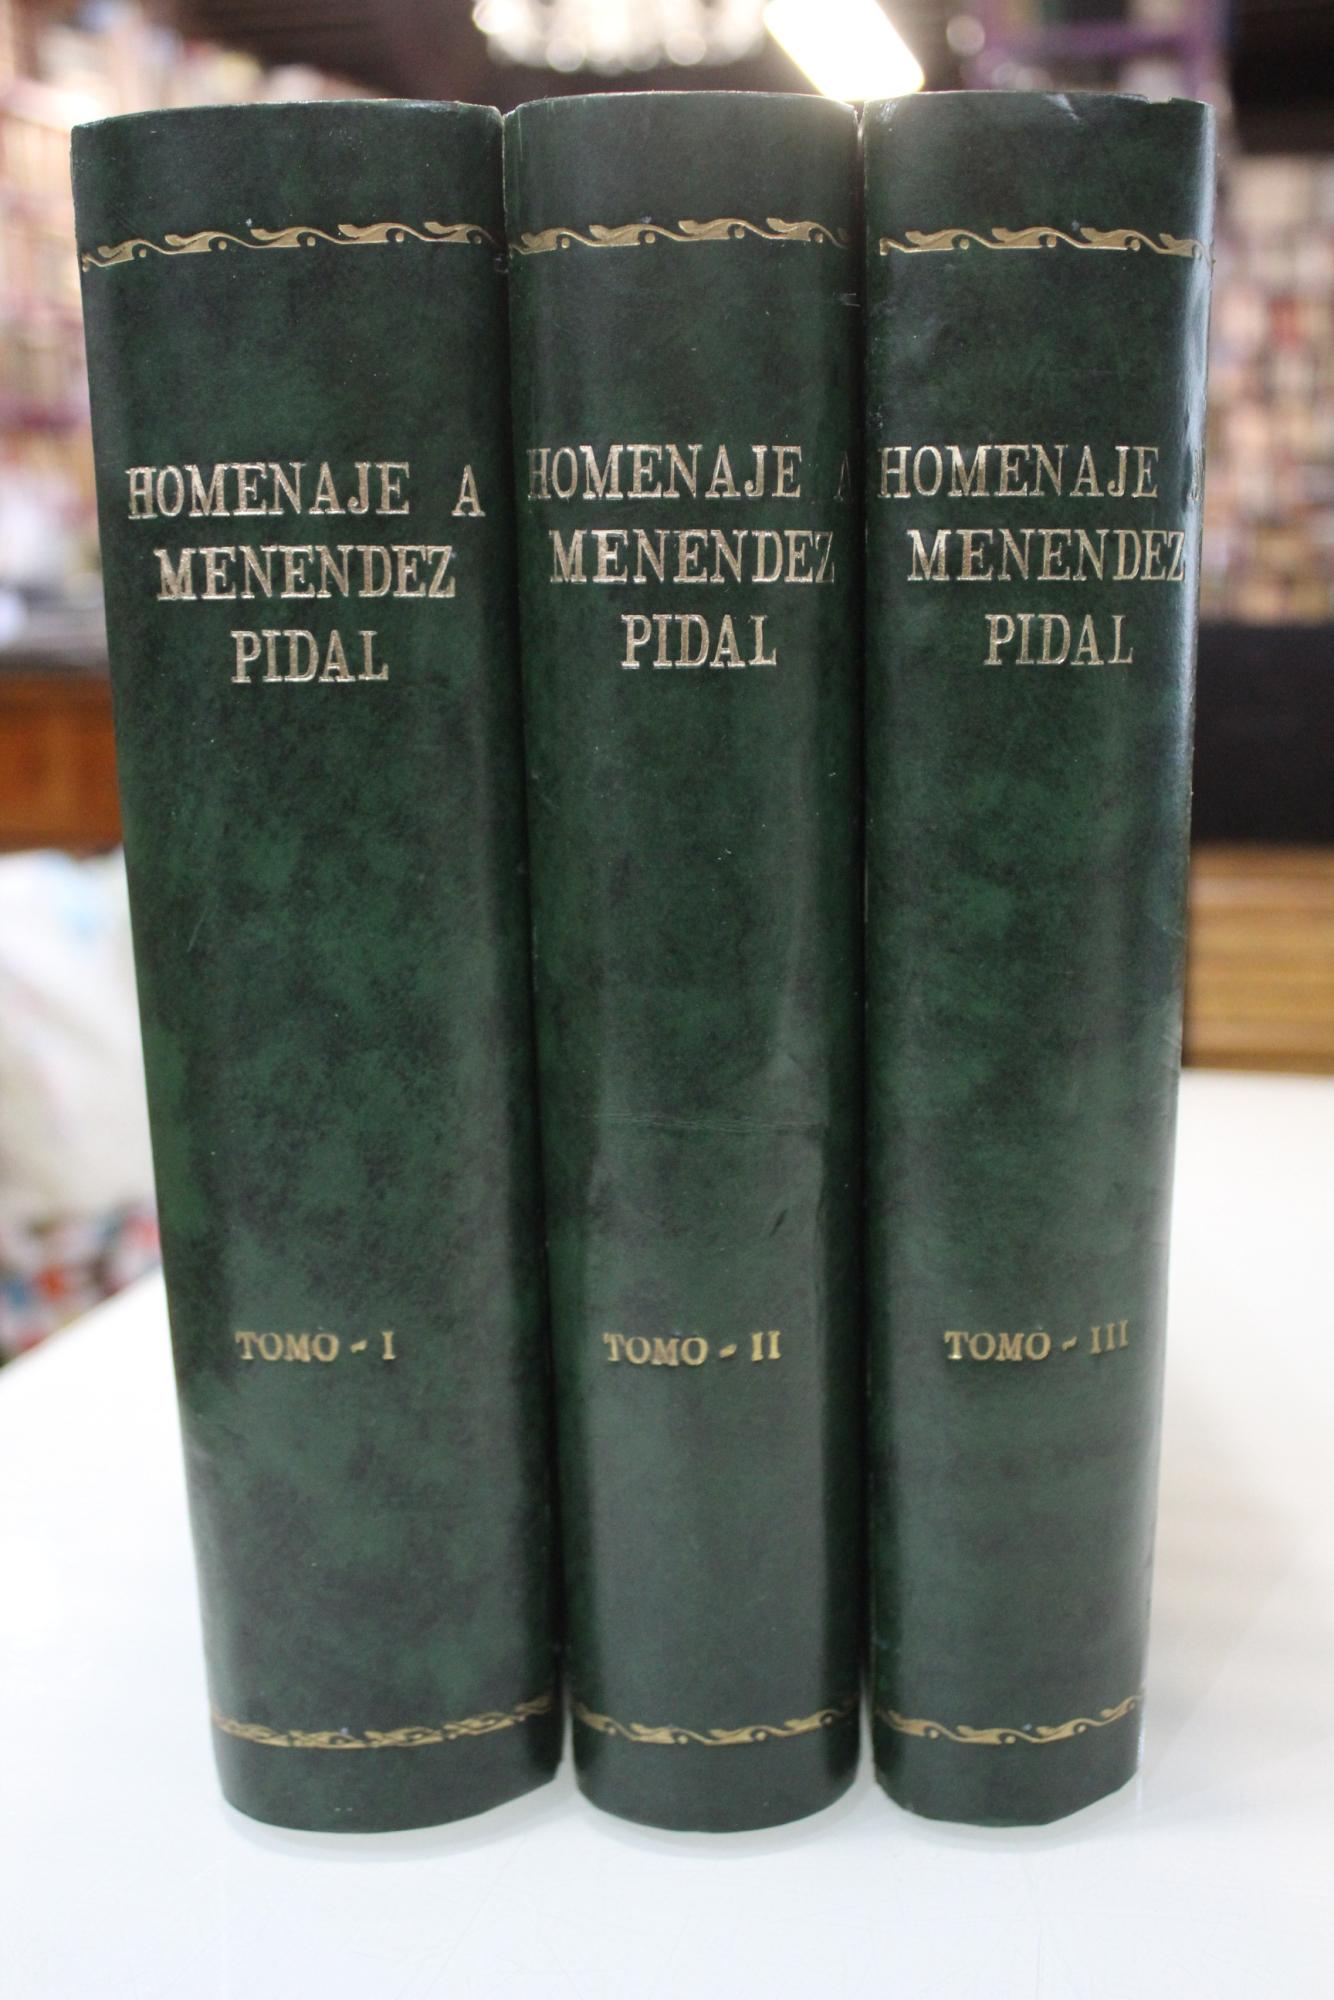 HOMENAJE A
MENENDEZ
PIDAL
TOMO - I
HOMENAJE A
MENENDEZ
PIDAL
TOMO - II
HOMENAJE
MENENDEZ
PIDAL
TOMO - III